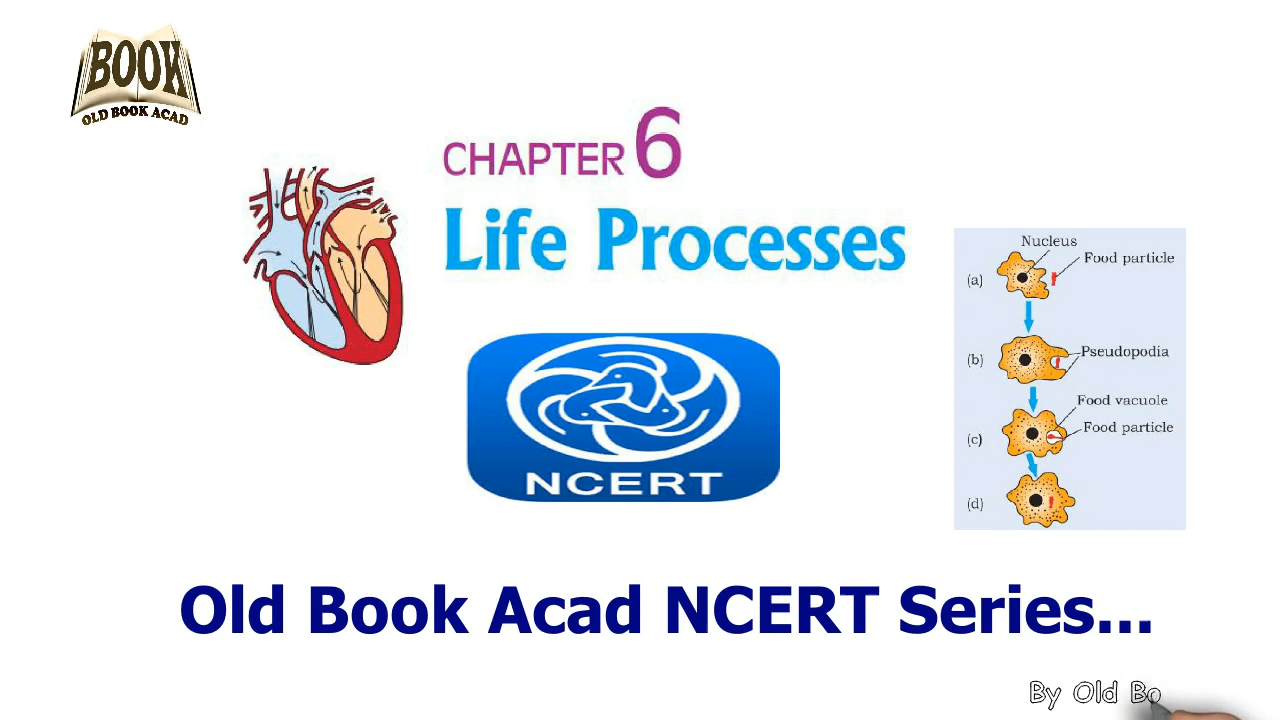 BOOK
OLD BOOK ACAD
CHAPTER 6
Life Processes
Nucleus
Food particle
(a)
(b)
Pseudopodia
Food vacuole
(c)
Food particle
(d)
NCERT
Old Book Acad NCERT Series...
By Old Bo